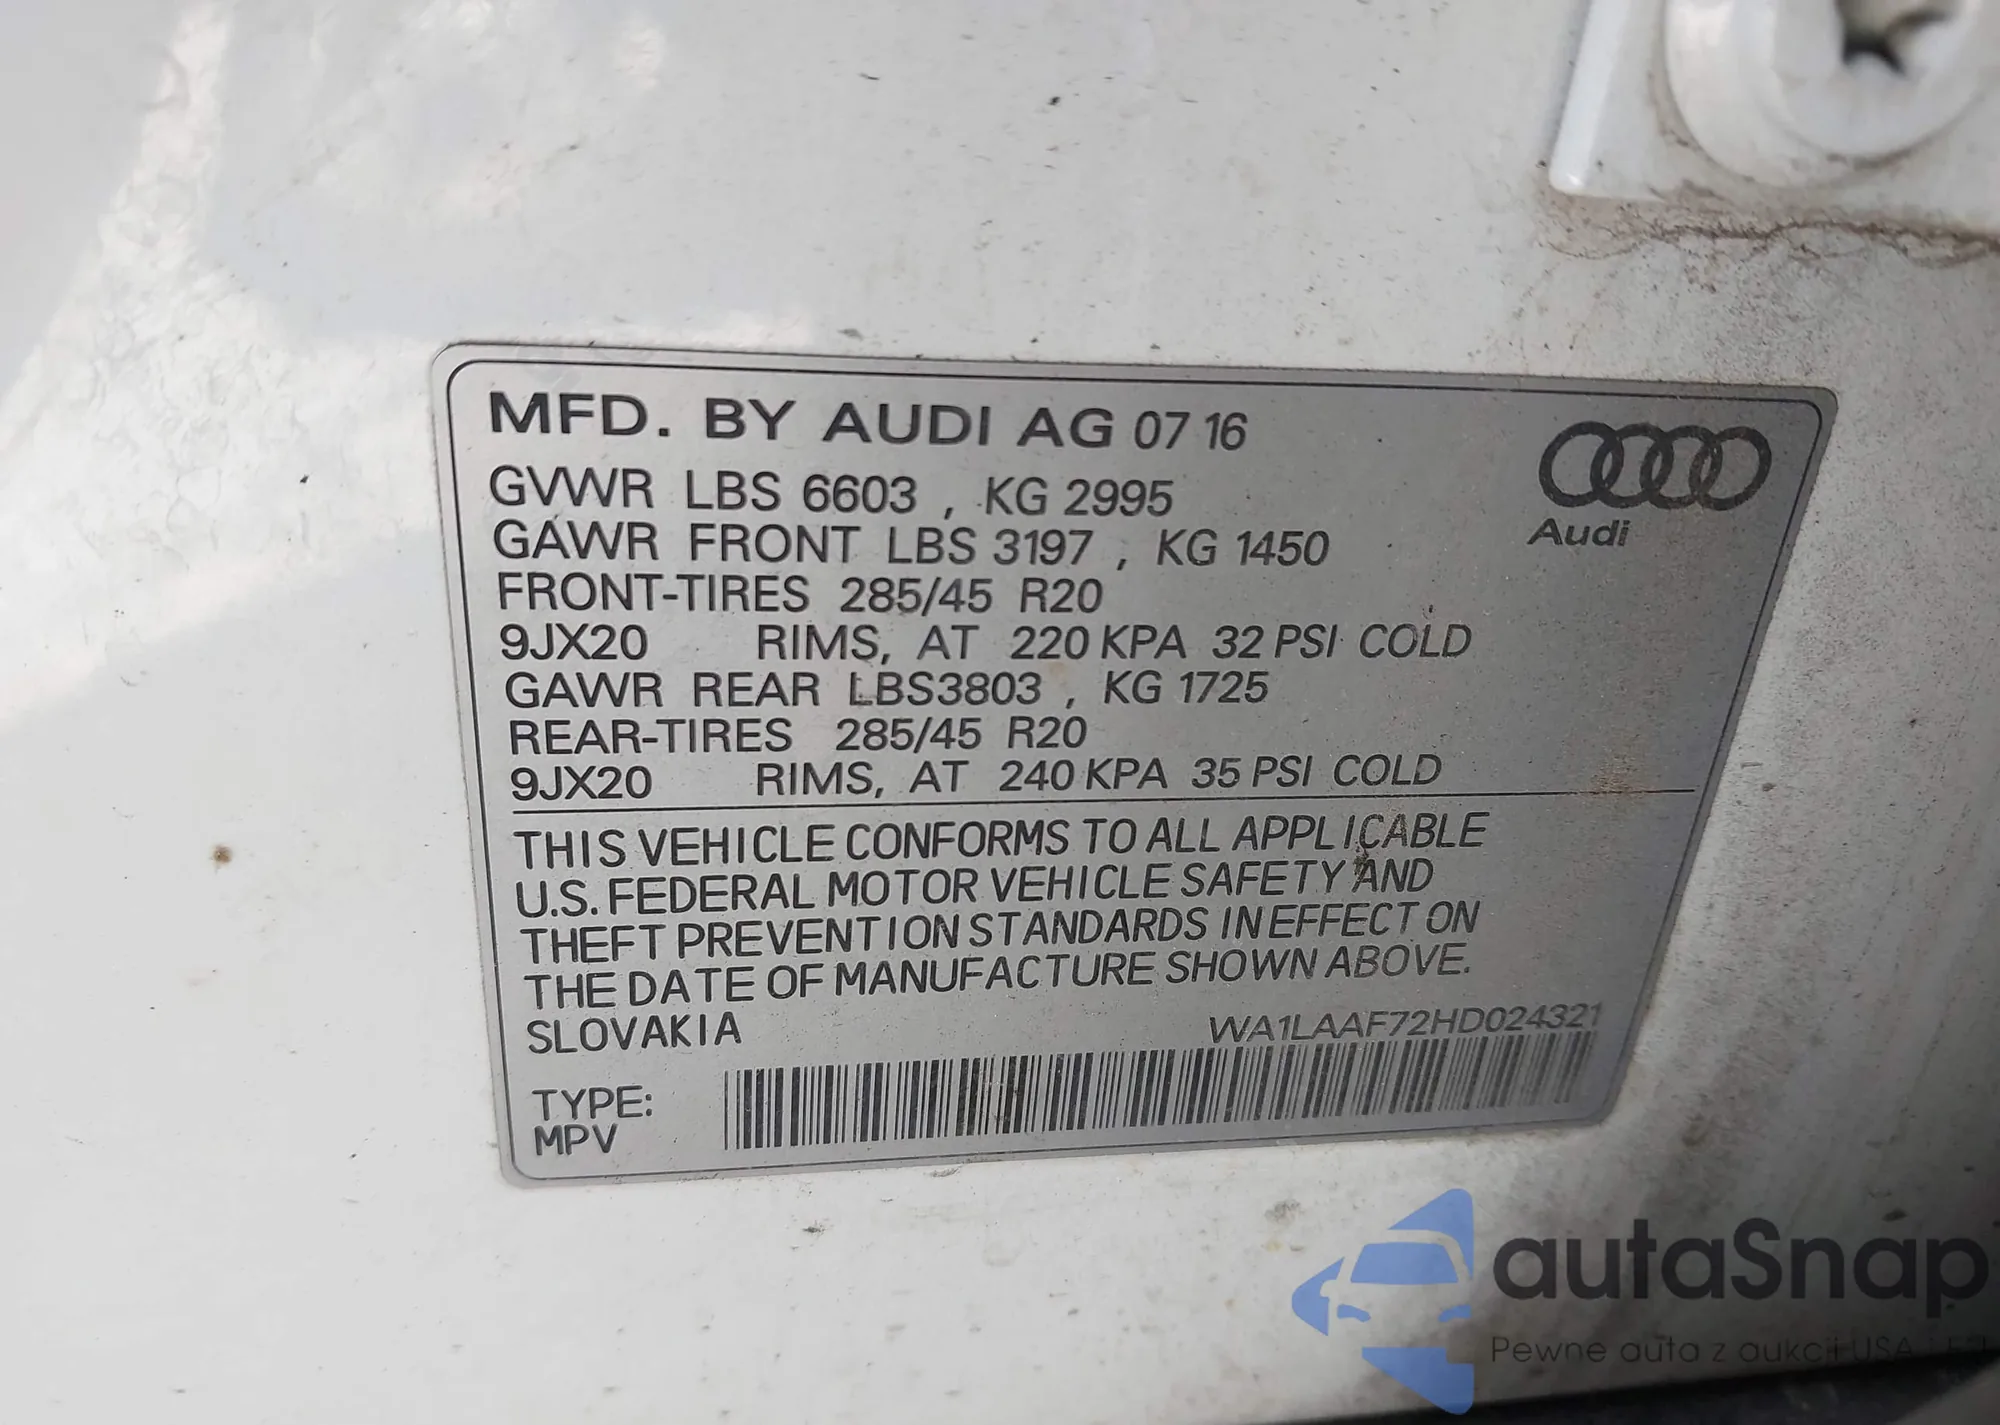 MFD. BY AUDI AG 07 16
GVWR LBS 6603 , KG 2995
GAWR FRONT LBS 3197 , KG 1450
FRONT-TIRES 285/45 R20
9JX20 RIMS, AT 220 KPA 32 PSI COLD
GAWR REAR LBS3803 , KG 1725
REAR-TIRES 285/45 R20
9JX20 RIMS, AT 240 KPA 35 PSI COLD
Audi
THIS VEHICLE CONFORMS TO ALL APPLICABLE
U.S. FEDERAL MOTOR VEHICLE SAFETY AND
THEFT PREVENTION STANDARDS IN EFFECT ON
THE DATE OF MANUFACTURE SHOWN ABOVE.
SLOVAKIA WA1LAAF72HD024321
TYPE:
MPV
autaSnap
Pewne auta z aukcji USA i